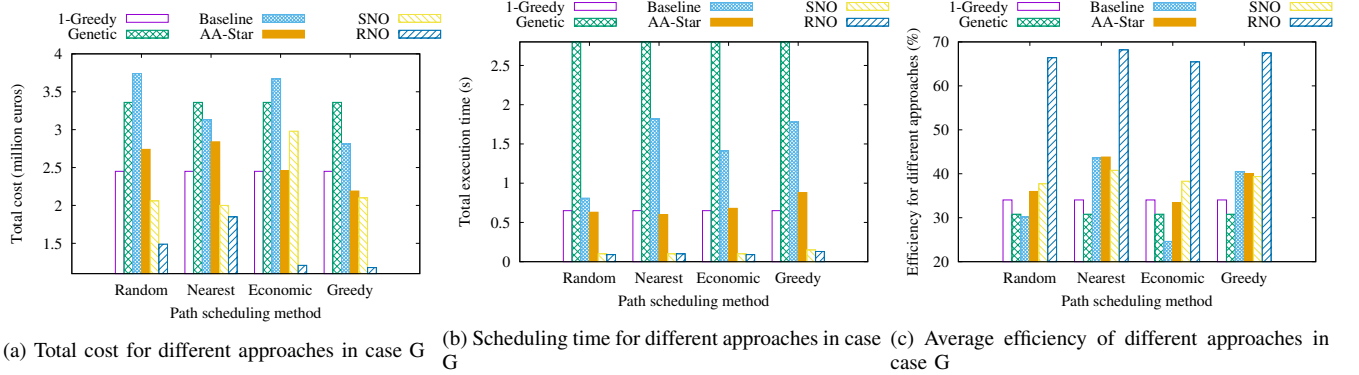 1-Greedy
Baseline
SNO
Genetic
AA-Star
RNO
Total cost (million euros)
4
3.5
3
2.5
2
1.5
Random
Nearest
Economic
Greedy
Path scheduling method
(a) Total cost for different approaches in case G
1-Greedy
Baseline
SNO
Genetic
AA-Star
RNO
Total execution time (s)
2.5
2
1.5
1
0.5
0
Random
Nearest
Economic
Greedy
Path scheduling method
(b) Scheduling time for different approaches in case
G
1-Greedy
Baseline
SNO
Genetic
AA-Star
RNO
Efficiency for different approaches (%)
70
60
50
40
30
20
Random
Nearest
Economic
Greedy
Path scheduling method
(c) Average efficiency of different approaches in
case G